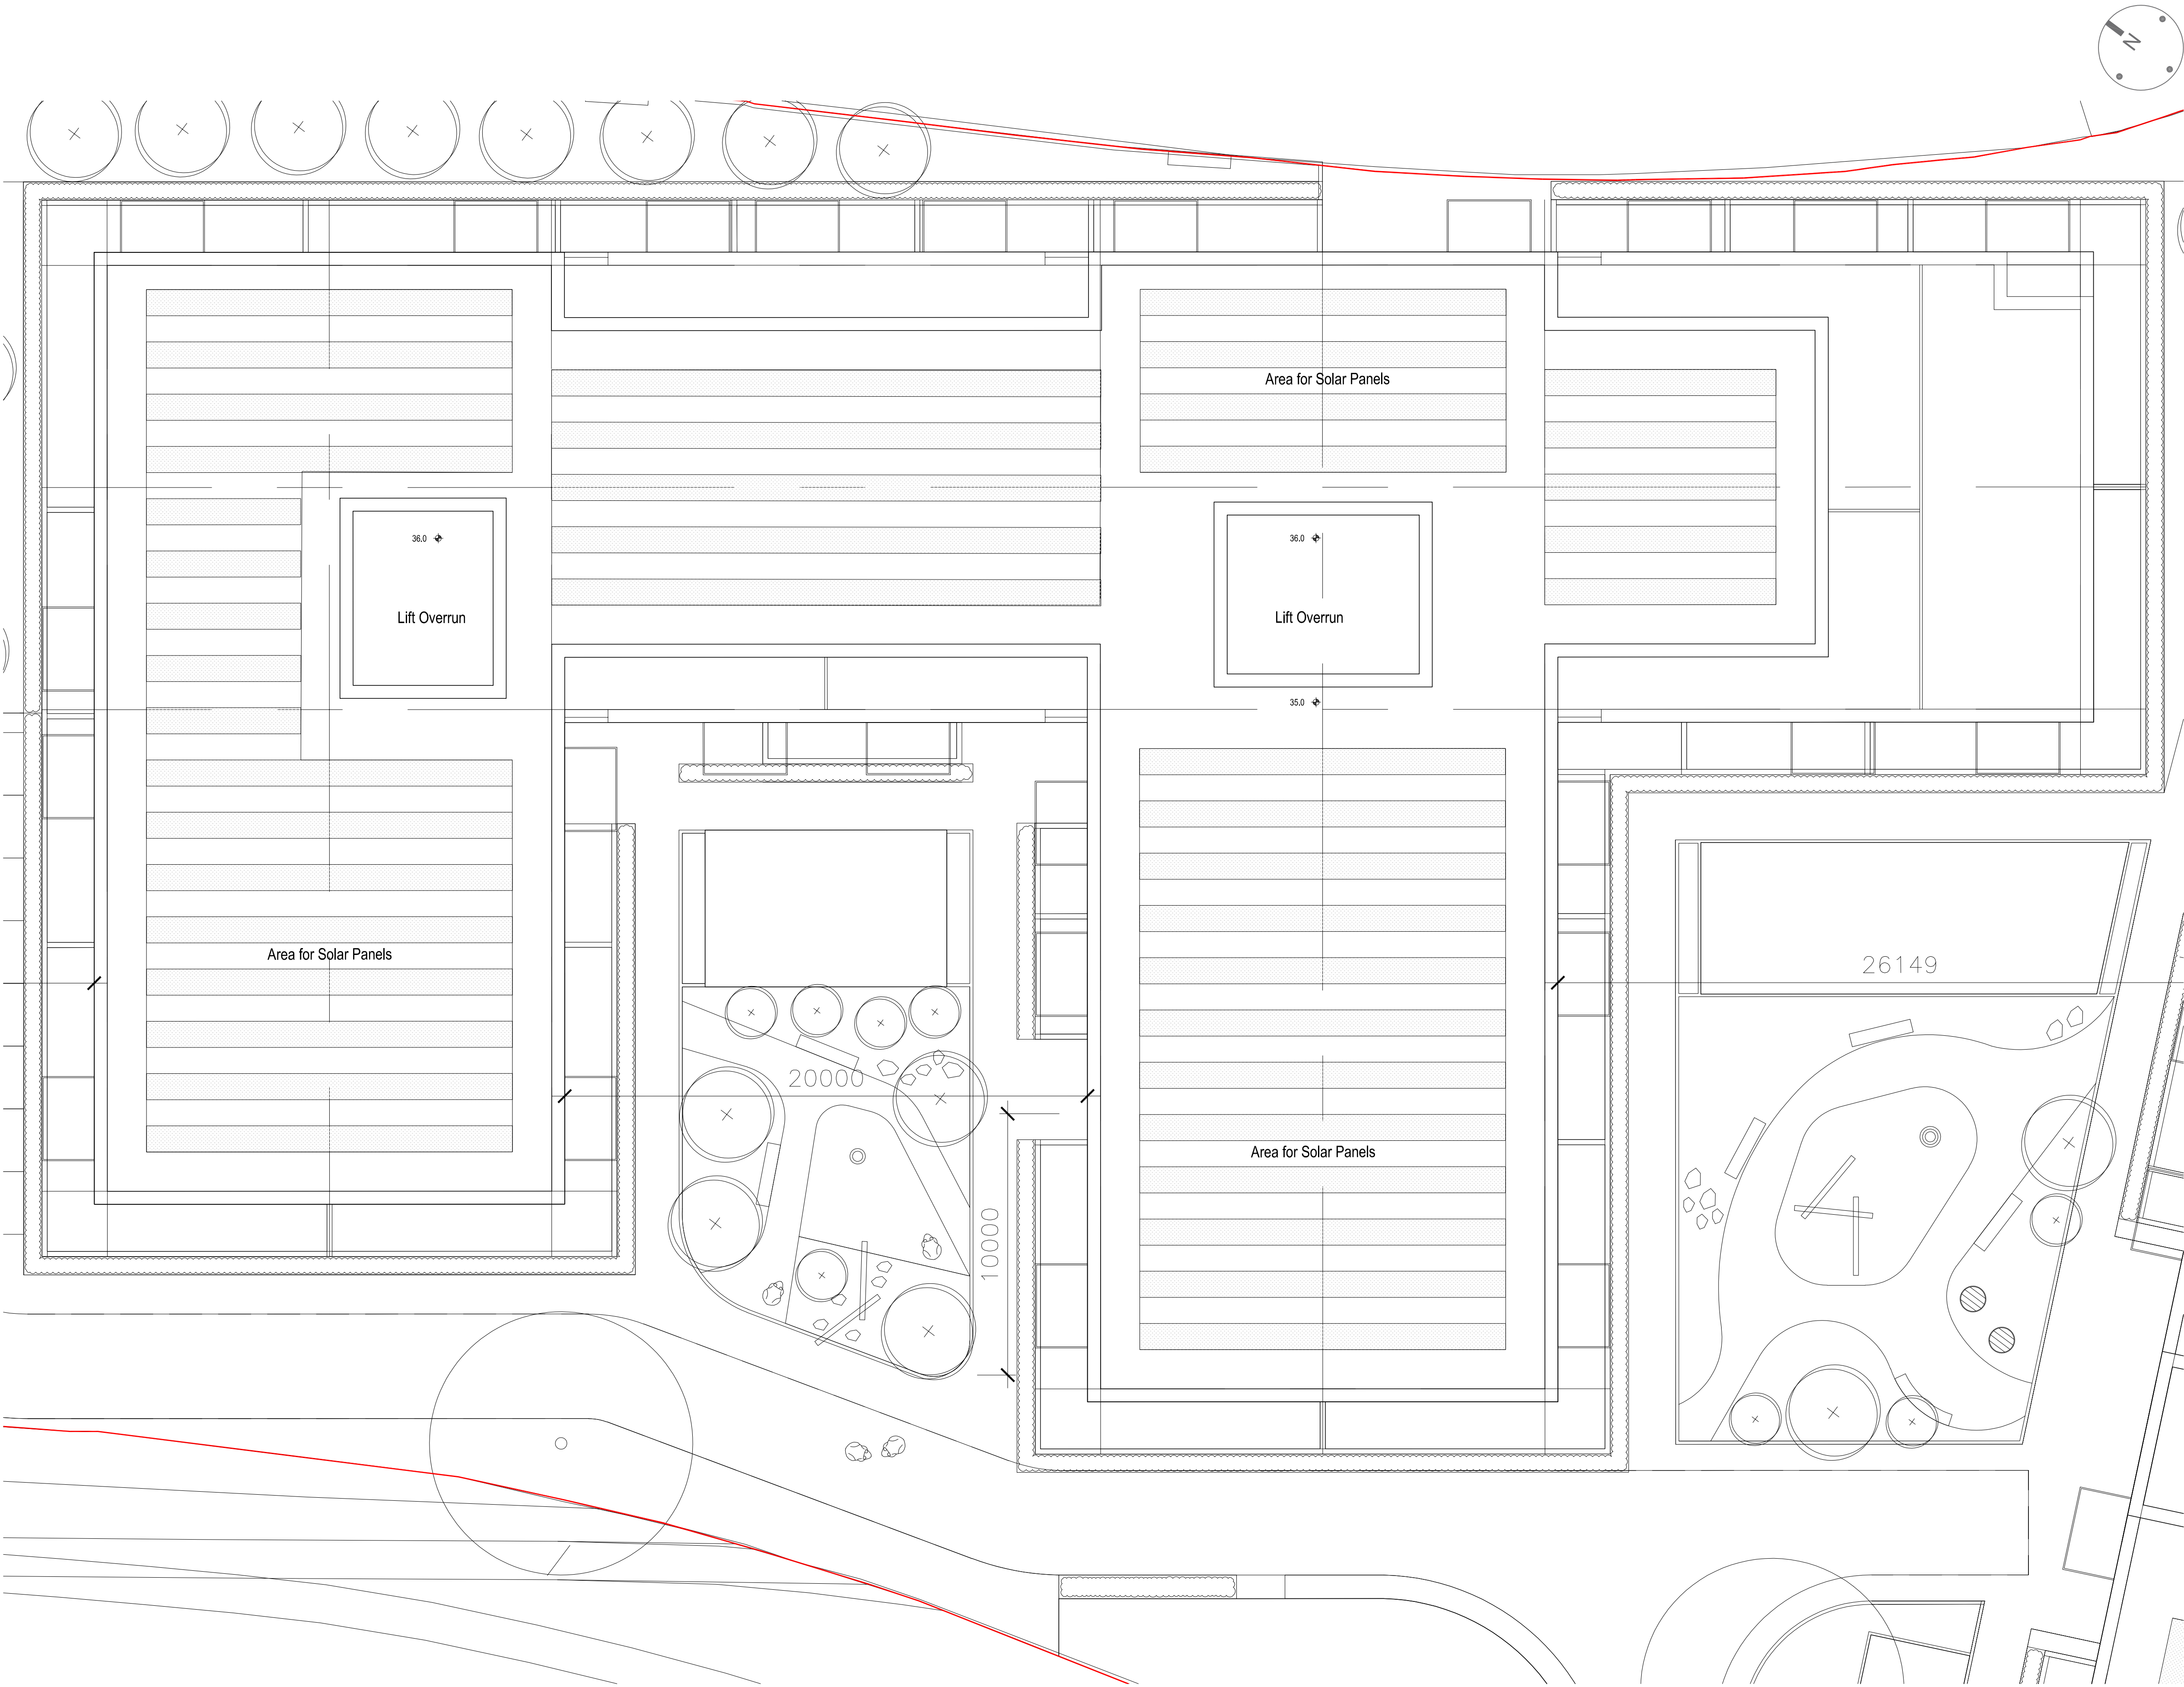 N
Area for Solar Panels
36.0
36.0
Lift Overrun
Lift Overrun
35.0
Area for Solar Panels
26149
20000
Area for Solar Panels
10000